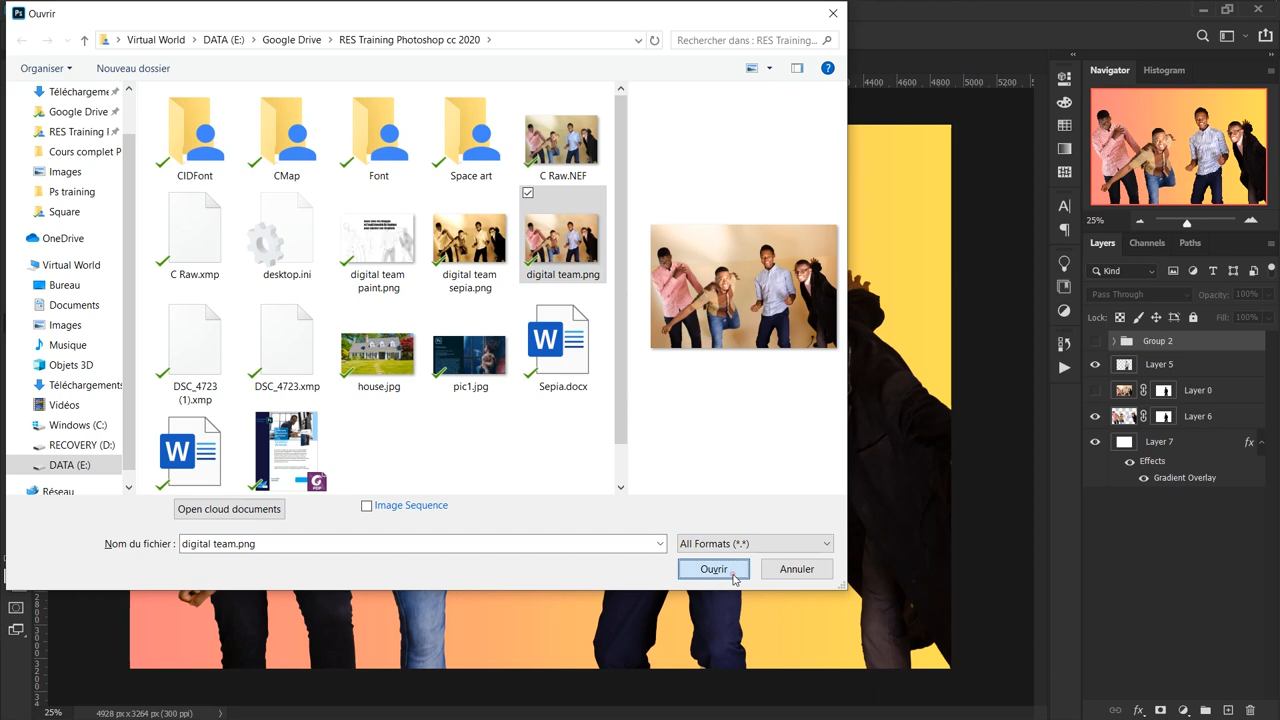 Ps Ouvrir
Virtual World > DATA (E:) > Google Drive > RES Training Photoshop cc 2020 >
Rechercher dans : RES Training...
Organiser
Nouveau dossier
?
Téléchargeme
Google Drive
RES Training I
Cours complet P
Images
Ps training
Square
OneDrive
Virtual World
Bureau
Documents
Images
Musique
Objets 3D
Téléchargements
Vidéos
Windows (C:)
RECOVERY (D:)
DATA (E:)
Réseau
CIDFont
CMap
Font
Space art
C Raw.NEF
C Raw.xmp
desktop.ini
digital team
paint.png
digital team
sepia.png
digital team.png
DSC_4723
(1).xmp
DSC_4723.xmp
house.jpg
pic1.jpg
W
Sepia.docx
W
Open cloud documents
Image Sequence
Nom du fichier :
digital team.png
All Formats (*.*)
Ouvrir
Annuler
4400 4600 4800 5000 5200
Navigator
Histogram
25%
Layers
Channels
Paths
Kind
Pass Through
Opacity: 100%
Lock:
Fill: 100%
Group 2
Layer 5
Layer 0
Layer 6
Layer 7
fx
Effects
Gradient Overlay
25%
4928 px x 3264 px (300 ppi)
fx